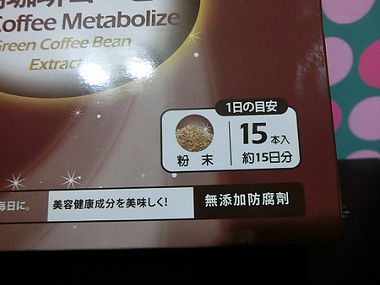 Coffee Metabolize
Green Coffee Bean
Extract
1日の目安
粉末
15本入
約15日分
毎日に。
美容健康成分を美味しく!
無添加防腐劑